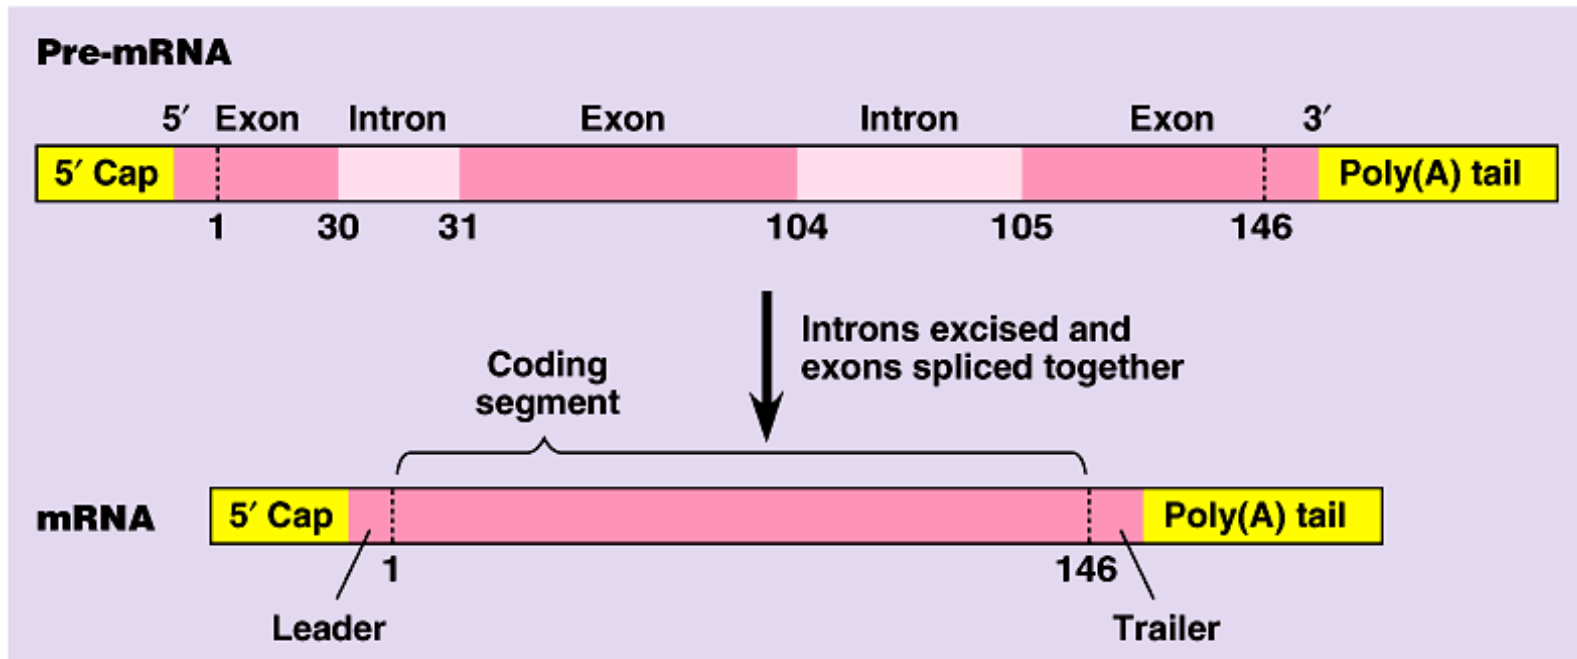 Pre-mRNA
5′ Exon Intron Exon Intron Exon 3′
5′ Cap Poly(A) tail
1 30 31 104 105 146
Introns excised and
exons spliced together
Coding
segment
mRNA 5′ Cap Poly(A) tail
1 146
Leader Trailer